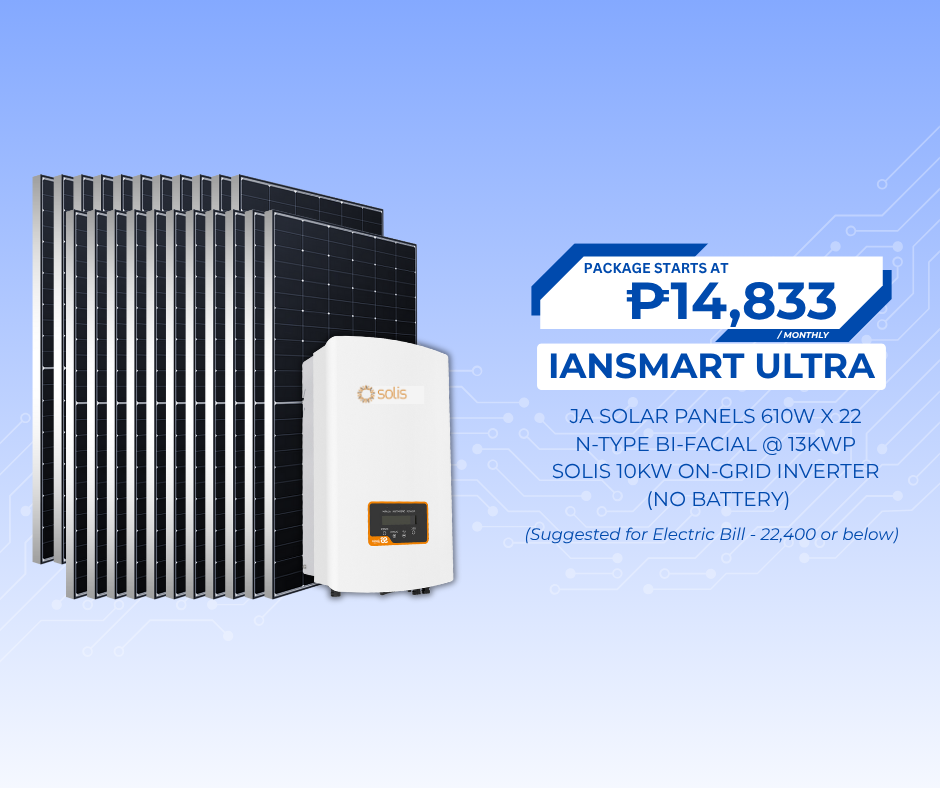 PACKAGE STARTS AT
₱14,833
/ MONTHLY
IANSMART ULTRA
JA SOLAR PANELS 610W X 22
N-TYPE BI-FACIAL @ 13KWP
SOLIS 10KW ON-GRID INVERTER
(NO BATTERY)
(Suggested for Electric Bill - 22,400 or below)
solis